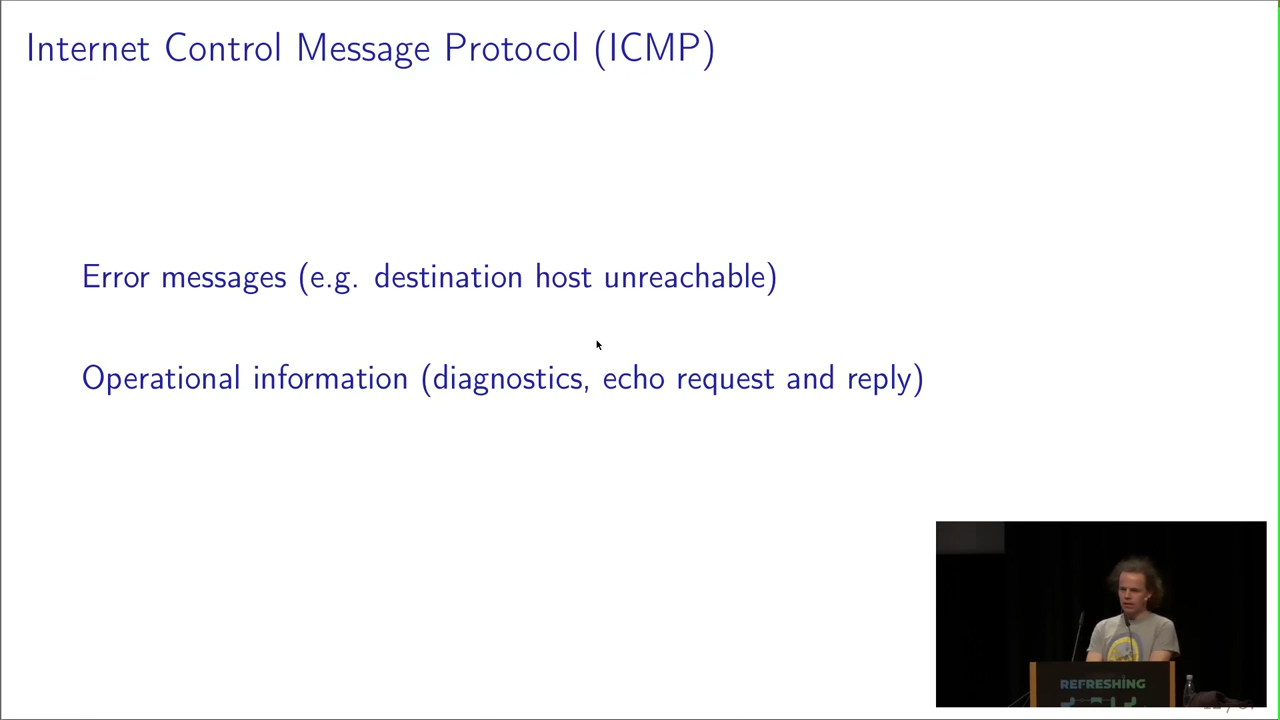 Internet Control Message Protocol (ICMP)
Error messages (e.g. destination host unreachable)
Operational information (diagnostics, echo request and reply)
REFRESHING